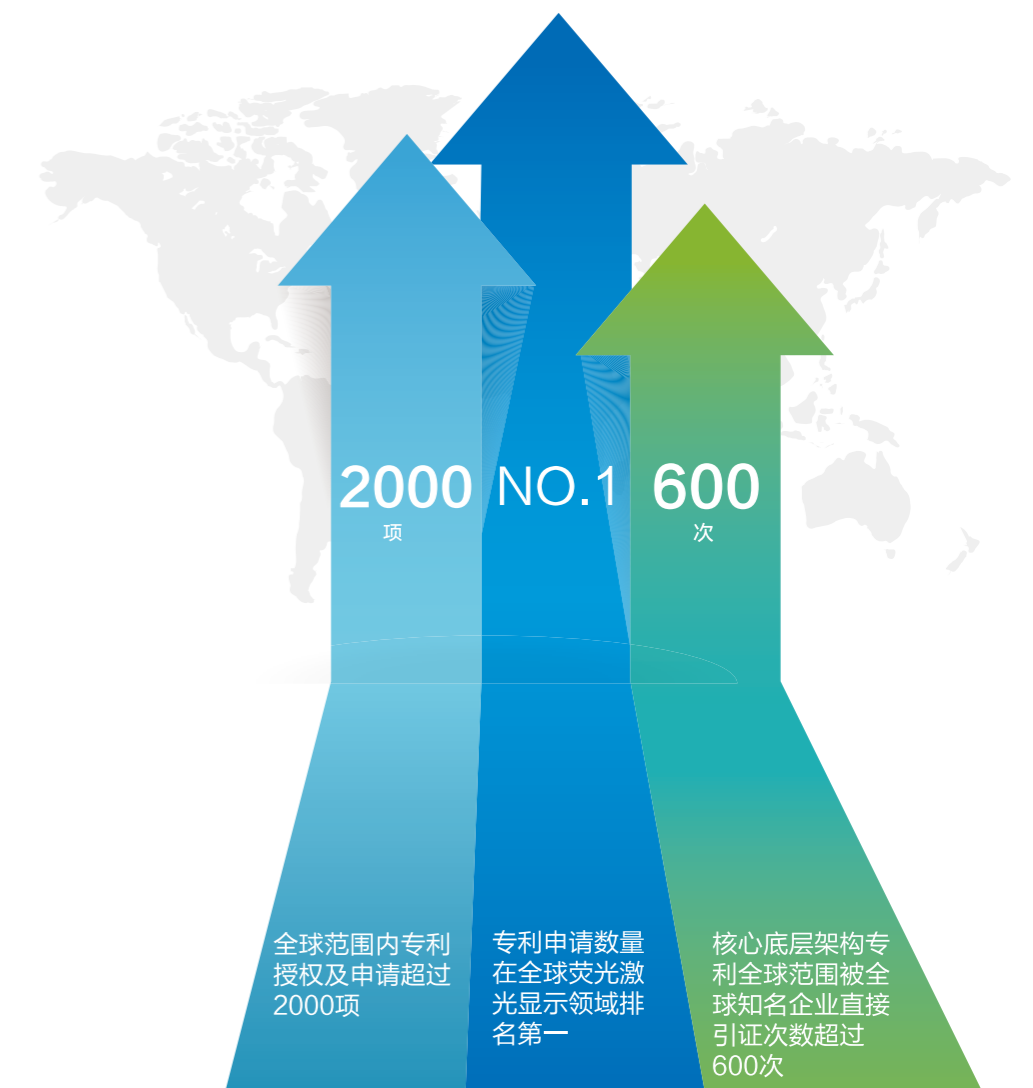 2000
项
NO.1
600
次
全球范围内专利
授权及申请超过
2000项
专利申请数量
在全球荧光激
光显示领域排
名第一
核心底层架构专
利全球范围被全
球知名企业直接
引证次数超过
600次